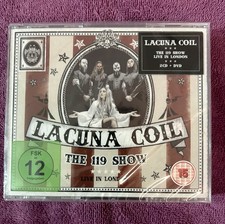 LACUNA COIL
THE 119 SHOW
LIVE IN LONDON
2CD + DVD
LACUNA COIL
THE 119 SHOW
LIVE IN LOND
FSK
12
15